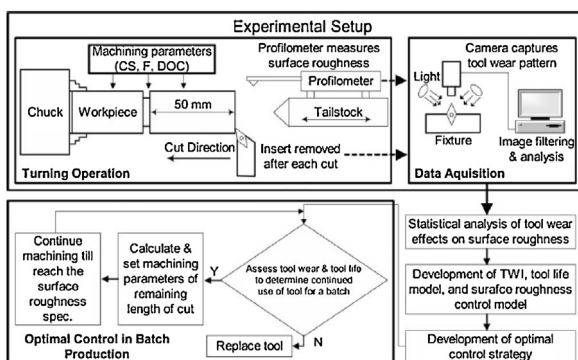 Experimental Setup
Machining parameters
(CS, F, DOC)
Profilometer measures
surface roughness
Camera captures
tool wear pattern
Profilometer
Light
Chuck
Workpiece
50 mm
Tailstock
Fixture
Cut Direction
Insert removed
after each cut
Image filtering
& analysis
Turning Operation
Data Aquisition
Statistical analysis of tool wear
effects on surface roughness
Development of TWI, tool life
model, and surafce roughness
control model
Development of optimal
control strategy
Continue
machining till
reach the
surface
roughness
spec.
Calculate &
set machining
parameters of
remaining
length of cut
Y
Assess tool wear & tool life
to determine continued
use of tool for a batch
N
Replace tool
Optimal Control in Batch
Production